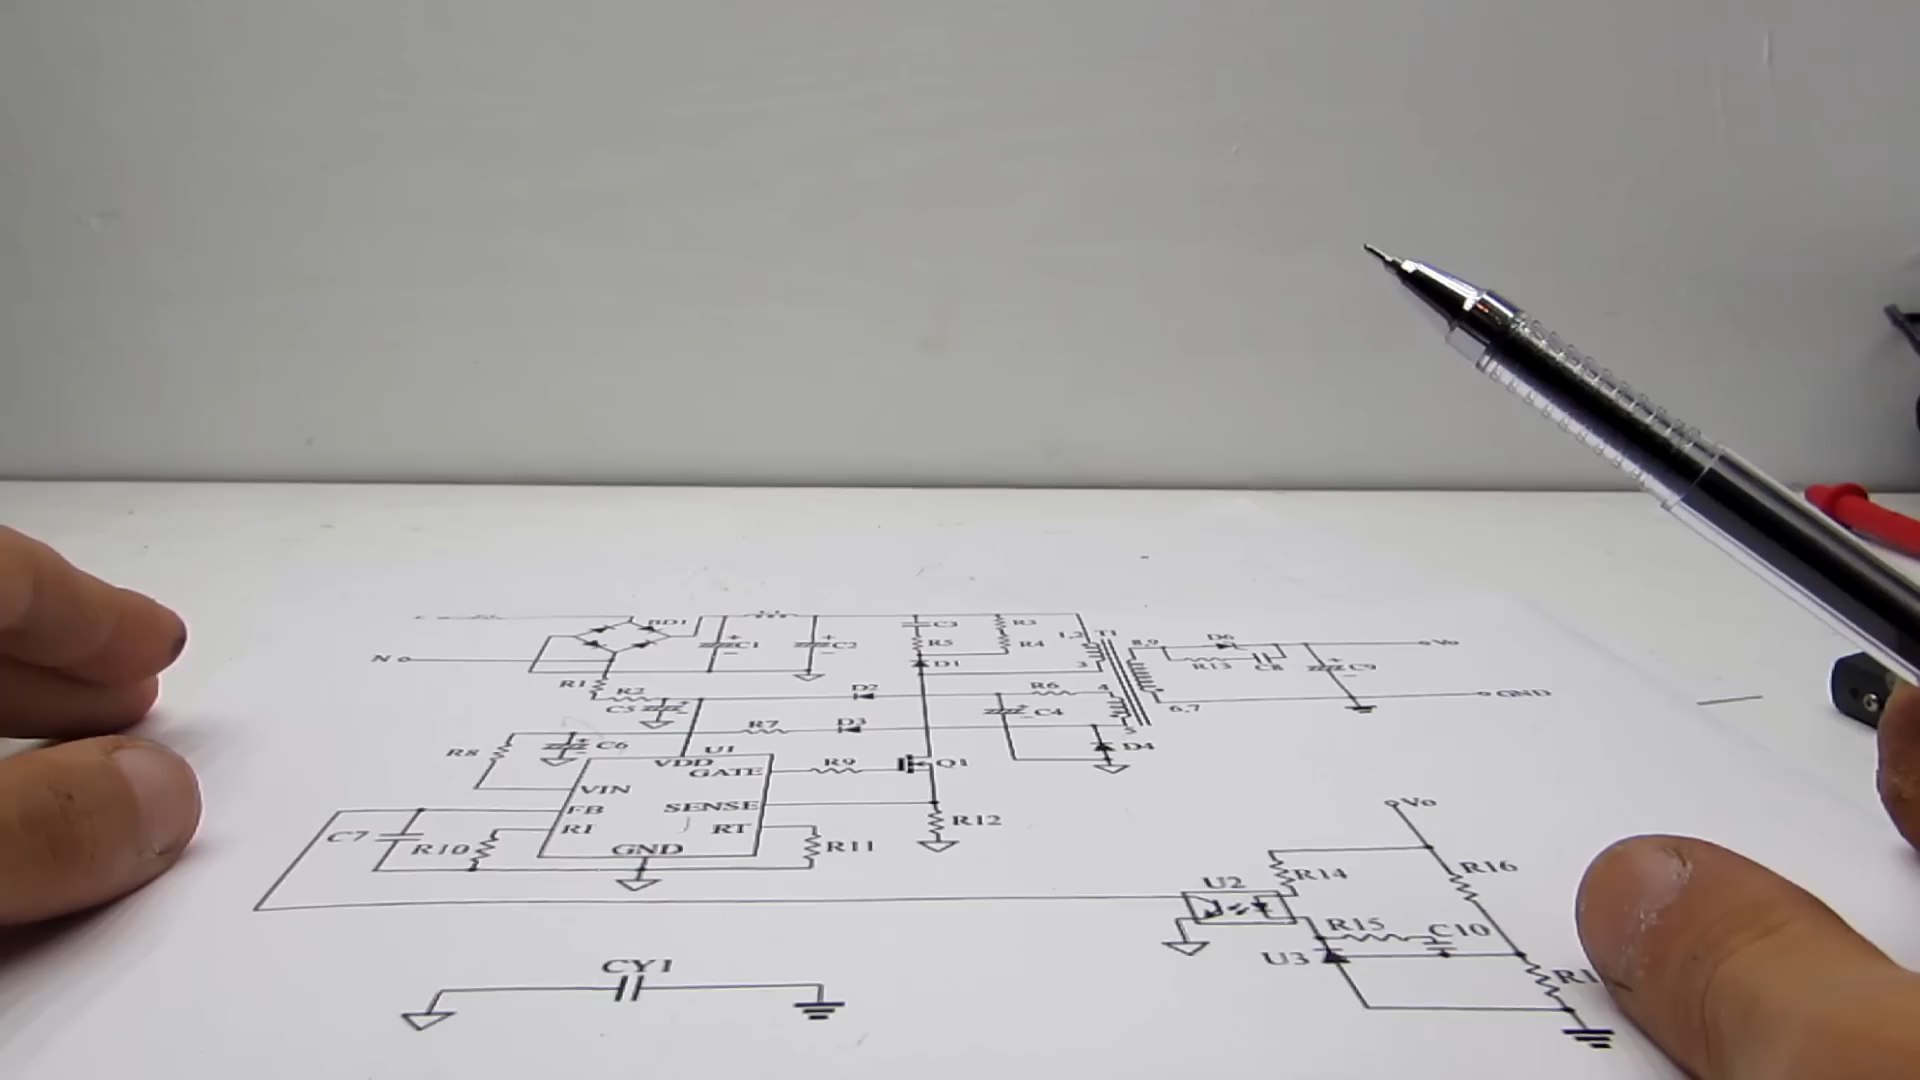 BD1
C1
C2
C3
R5
D1
R3
R4
1,2
T1
3
8,9
D6
R13
C8
C9
Vo
N
R1
R2
C5
D2
R6
4
C4
5
6,7
GND
R8
C6
R7
D3
D4
U1
VDD
GATE
R9
Q1
VIN
FB
SENSE
RI
RT
GND
C7
R10
R11
R12
Vo
U2
R14
R16
R15
C10
U3
CY1